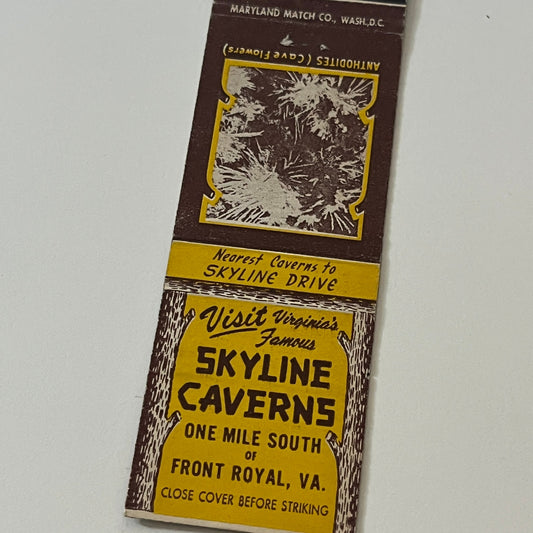 MARYLAND MATCH CO., WASH., D.C.
ANTHODITES (Cave Flowers)
Nearest Caverns to
SKYLINE DRIVE
Visit Virginia's
Famous
SKYLINE
CAVERNS
ONE MILE SOUTH
OF
FRONT ROYAL, VA.
CLOSE COVER BEFORE STRIKING